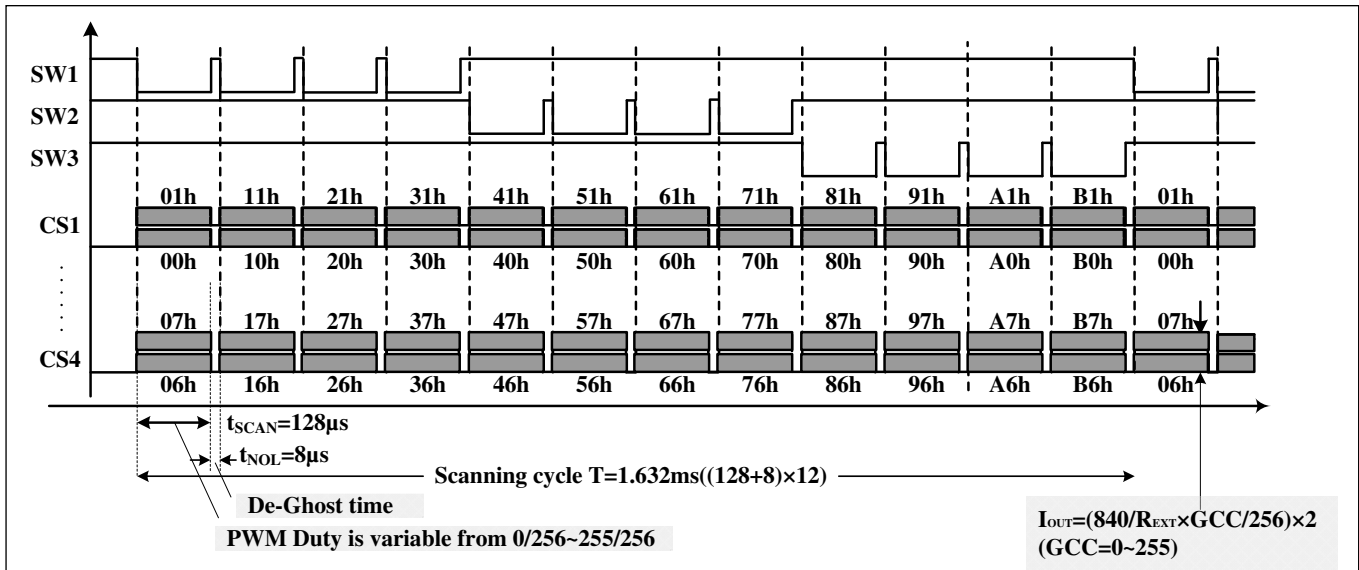 SW1
SW2
SW3
01h 11h 21h 31h 41h 51h 61h 71h 81h 91h A1h B1h 01h
CS1
00h 10h 20h 30h 40h 50h 60h 70h 80h 90h A0h B0h 00h
07h 17h 27h 37h 47h 57h 67h 77h 87h 97h A7h B7h 07h
CS4
06h 16h 26h 36h 46h 56h 66h 76h 86h 96h A6h B6h 06h
tSCAN=128µs
tNOL=8µs
Scanning cycle T=1.632ms((128+8)×12)
De-Ghost time
PWM Duty is variable from 0/256~255/256
IOUT=(840/REXT×GCC/256)×2
(GCC=0~255)